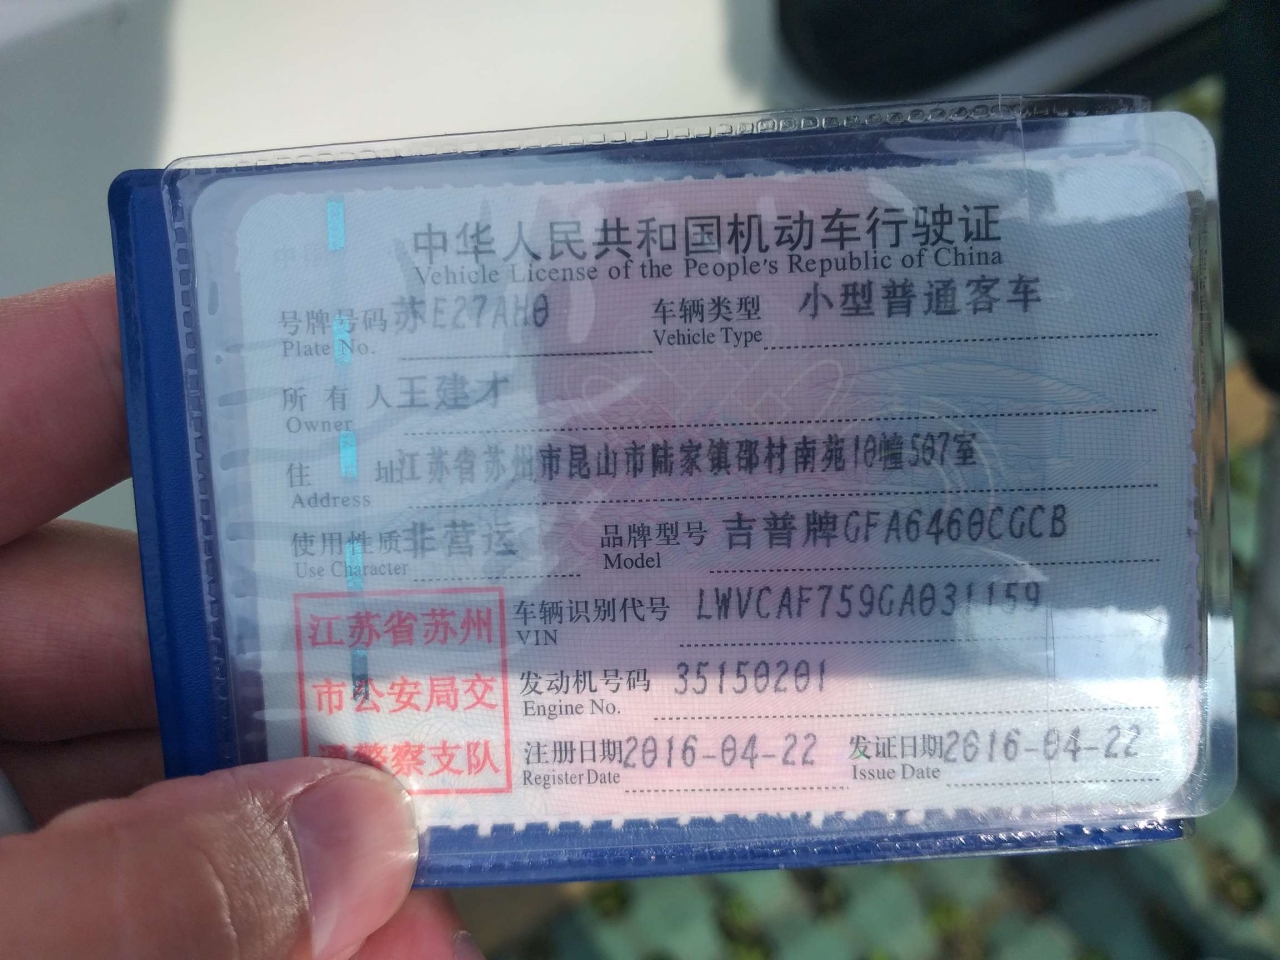 中华人民共和国机动车行驶证
Vehicle License of the People's Republic of China
号牌号码 苏E27AH0 车辆类型 小型普通客车
Plate No. Vehicle Type
所有人 王建才
Owner
住址 江苏省苏州市昆山市陆家镇邵村南苑10幢507室
Address
使用性质 非营运 品牌型号 吉普牌GFA6460CGCB
Use Character Model
江苏省苏州
市公安局交
警察支队
车辆识别代号 LWVCAF759GA031159
VIN
发动机号码 35150201
Engine No.
注册日期 2016-04-22 发证日期 2016-04-22
Register Date Issue Date